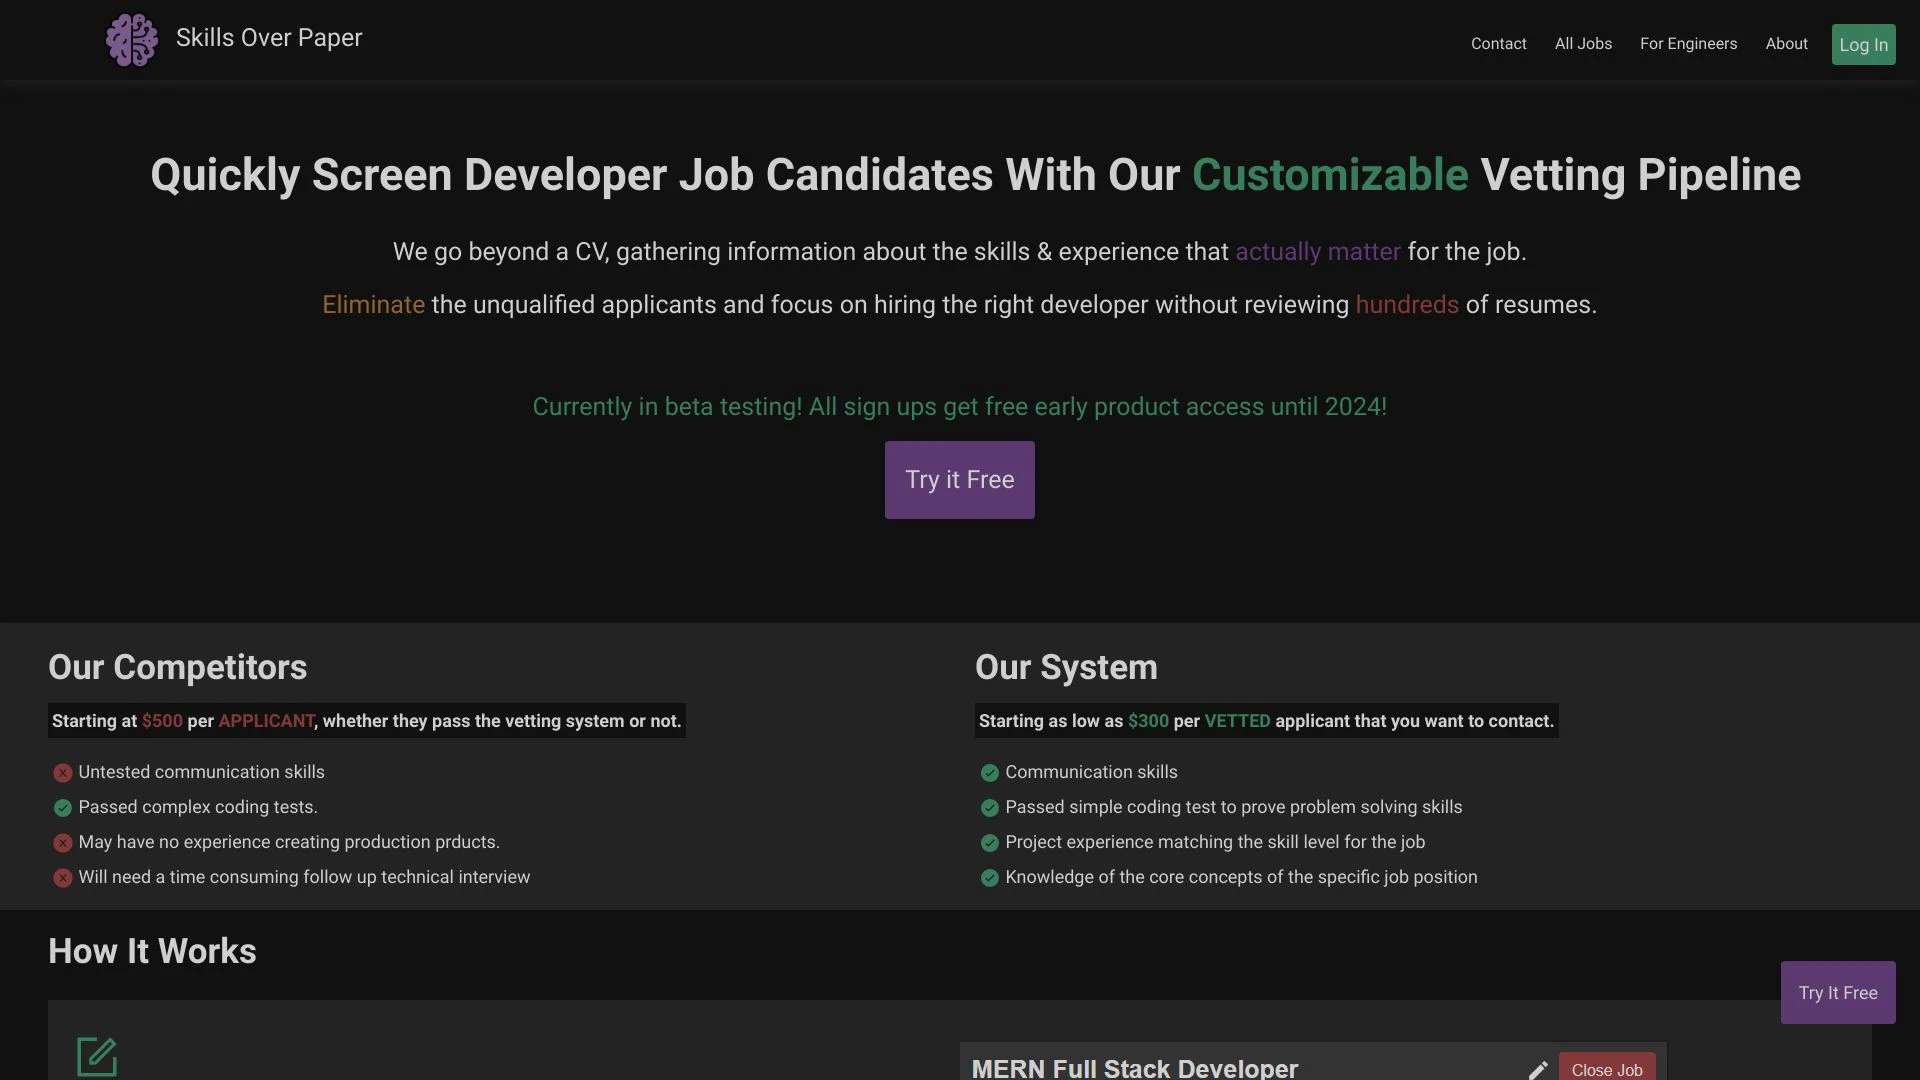 Skills Over Paper
Contact
All Jobs
For Engineers
About
Log In
Quickly Screen Developer Job Candidates With Our Customizable Vetting Pipeline
We go beyond a CV, gathering information about the skills & experience that actually matter for the job.
Eliminate the unqualified applicants and focus on hiring the right developer without reviewing hundreds of resumes.
Currently in beta testing! All sign ups get free early product access until 2024!
Try it Free
Our Competitors
Starting at $500 per APPLICANT, whether they pass the vetting system or not.
Untested communication skills
Passed complex coding tests.
May have no experience creating production prducts.
Will need a time consuming follow up technical interview
Our System
Starting as low as $300 per VETTED applicant that you want to contact.
Communication skills
Passed simple coding test to prove problem solving skills
Project experience matching the skill level for the job
Knowledge of the core concepts of the specific job position
How It Works
Try It Free
MERN Full Stack Developer
Close Job